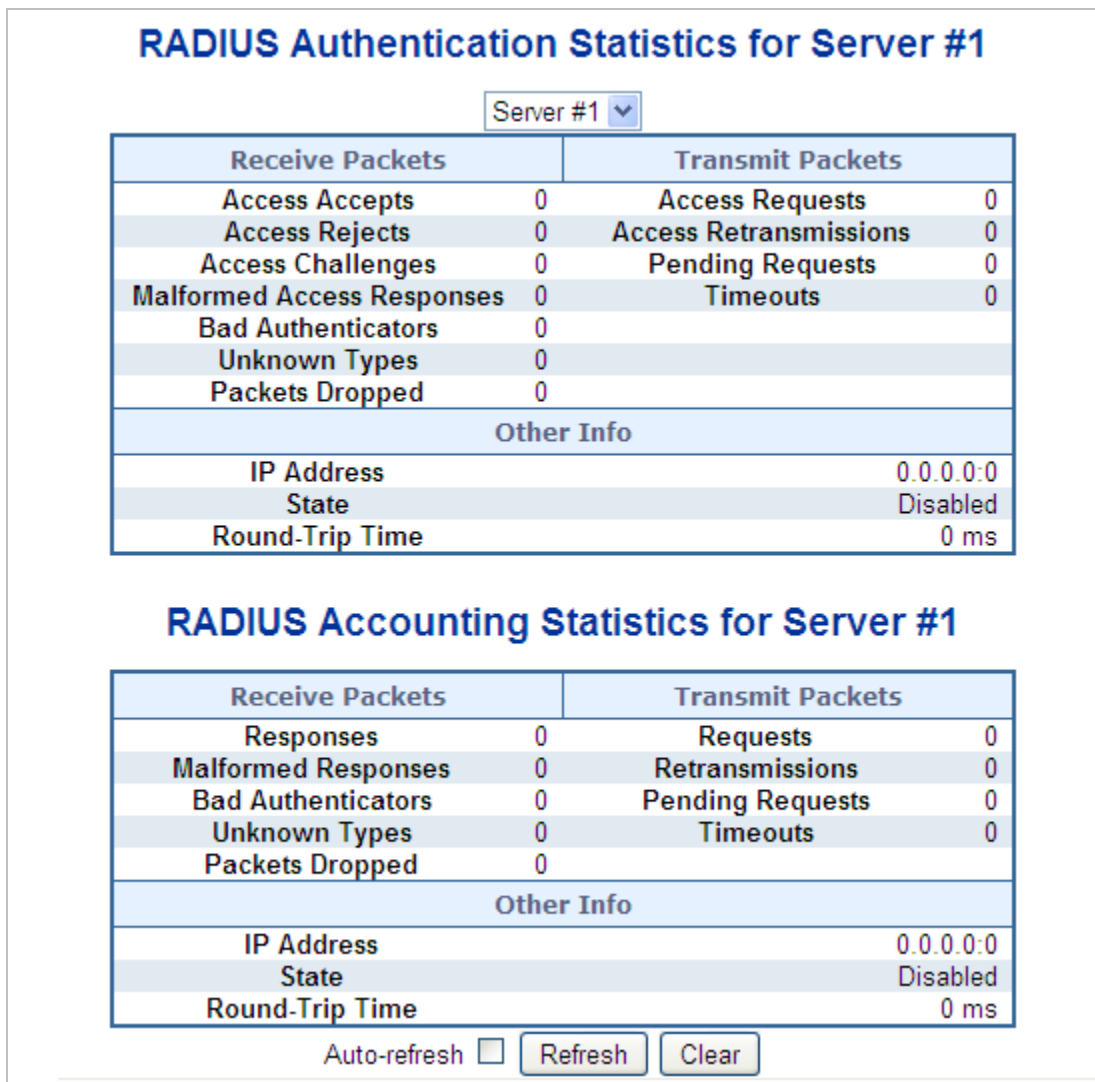 RADIUS Authentication Statistics for Server #1
Server #1
Receive Packets Transmit Packets
Access Accepts 0 Access Requests 0
Access Rejects 0 Access Retransmissions 0
Access Challenges 0 Pending Requests 0
Malformed Access Responses 0 Timeouts 0
Bad Authenticators 0
Unknown Types 0
Packets Dropped 0
Other Info
IP Address 0.0.0.0:0
State Disabled
Round-Trip Time 0 ms
RADIUS Accounting Statistics for Server #1
Receive Packets Transmit Packets
Responses 0 Requests 0
Malformed Responses 0 Retransmissions 0
Bad Authenticators 0 Pending Requests 0
Unknown Types 0 Timeouts 0
Packets Dropped 0
Other Info
IP Address 0.0.0.0:0
State Disabled
Round-Trip Time 0 ms
Auto-refresh Refresh Clear